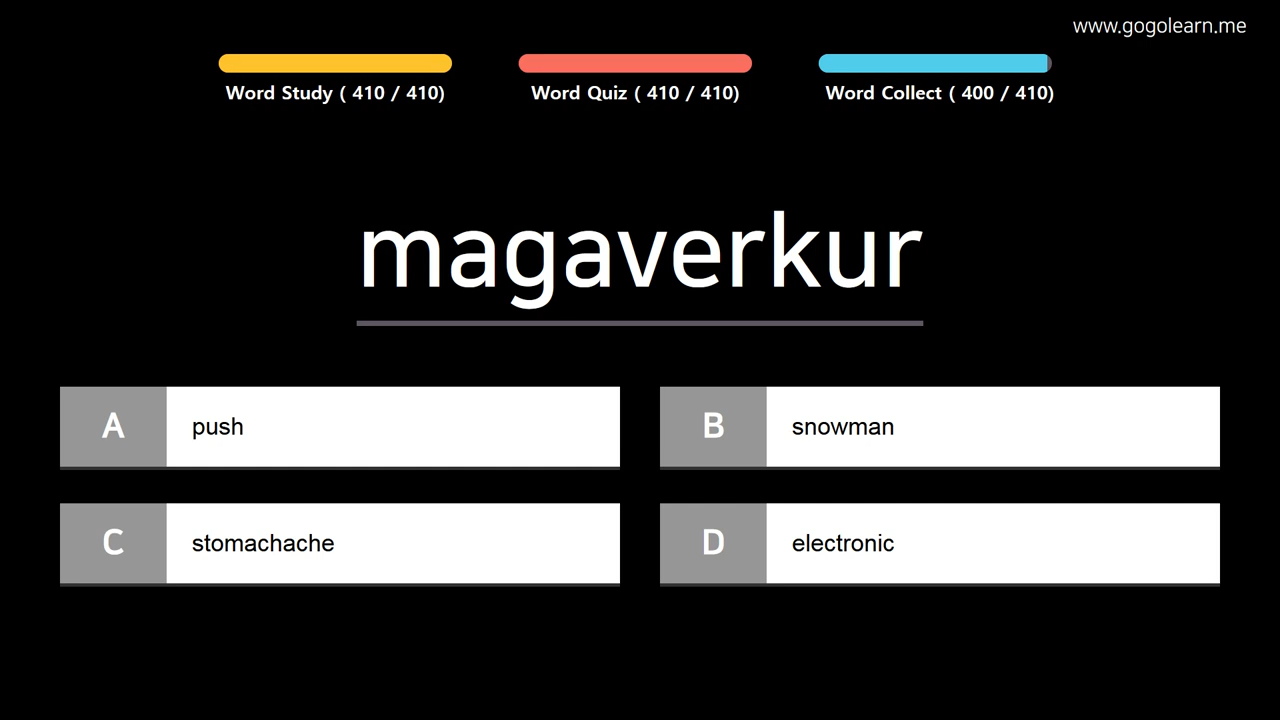 www.gogolearn.me
Word Study ( 410 / 410)
Word Quiz ( 410 / 410)
Word Collect ( 400 / 410)
magaverkur
A push
B snowman
C stomachache
D electronic